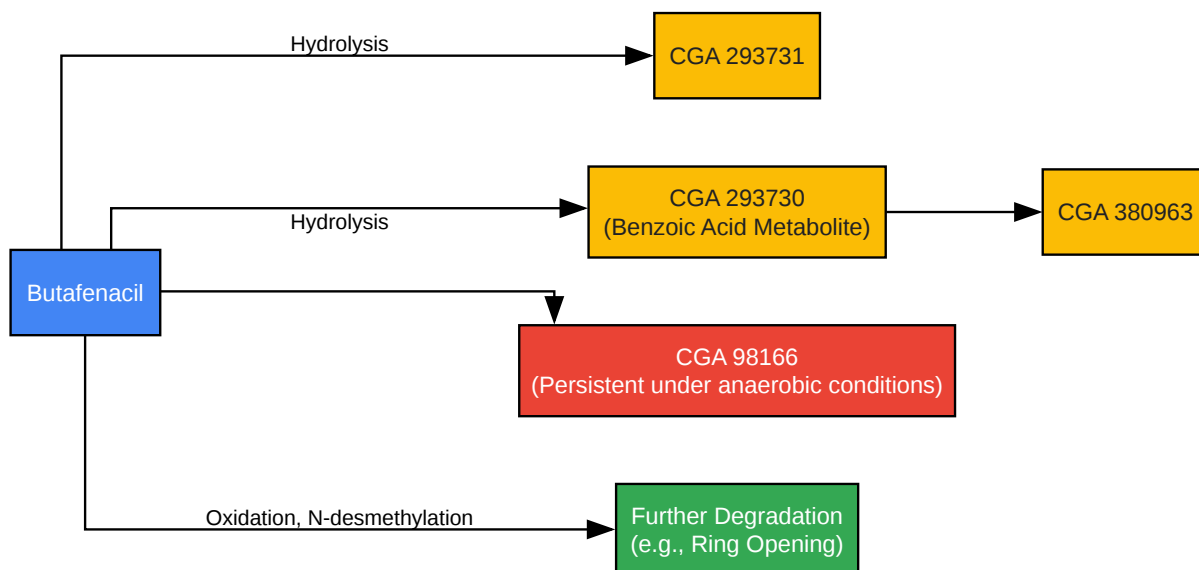 Hydrolysis
CGA 293731
CGA 293730
(Benzoic Acid Metabolite)
CGA 380963
Hydrolysis
Butafenacil
CGA 98166
(Persistent under anaerobic conditions)
Oxidation, N-desmethylation
Further Degradation
(e.g., Ring Opening)